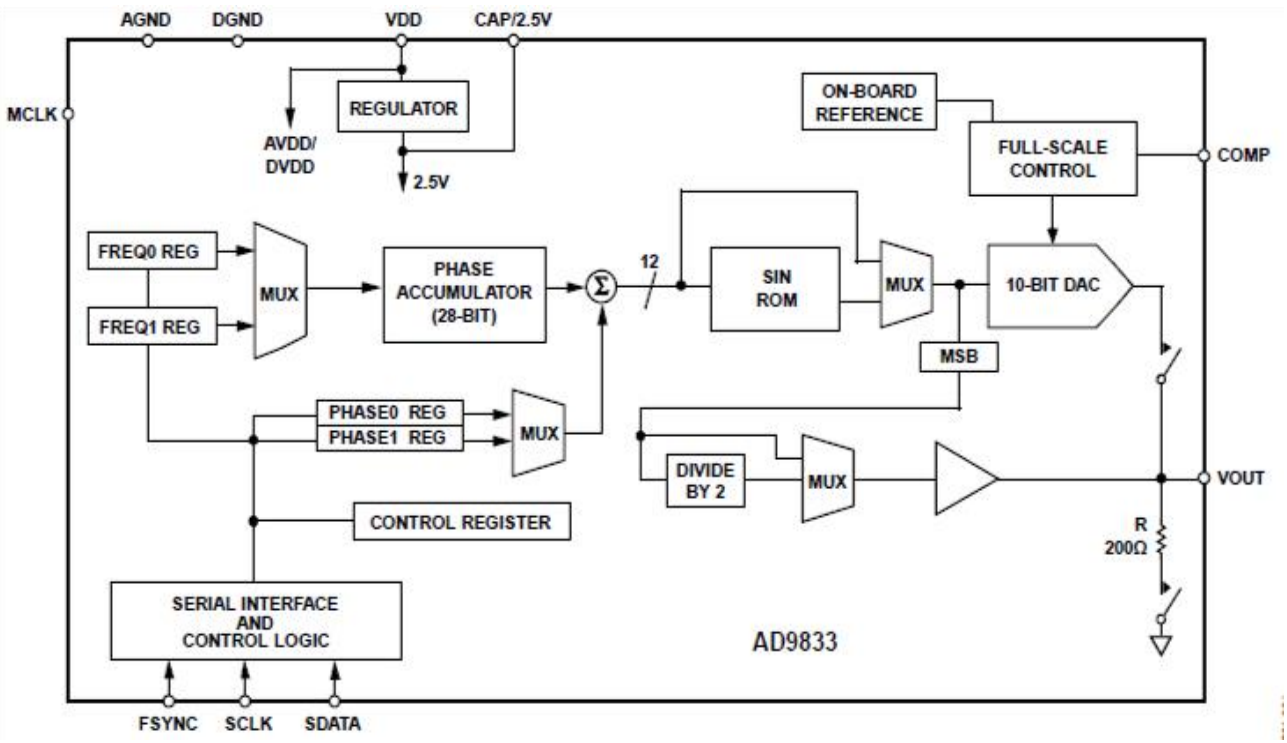 AGND DGND VDD CAP/2.5V
MCLK
REGULATOR
AVDD/
DVDD
2.5V
ON-BOARD
REFERENCE
FULL-SCALE
CONTROL
COMP
FREQ0 REG
FREQ1 REG
MUX
PHASE
ACCUMULATOR
(28-BIT)
Σ
12
SIN
ROM
MUX
10-BIT DAC
MSB
PHASE0 REG
PHASE1 REG
MUX
DIVIDE
BY 2
MUX
VOUT
R
200Ω
CONTROL REGISTER
SERIAL INTERFACE
AND
CONTROL LOGIC
AD9833
FSYNC SCLK SDATA